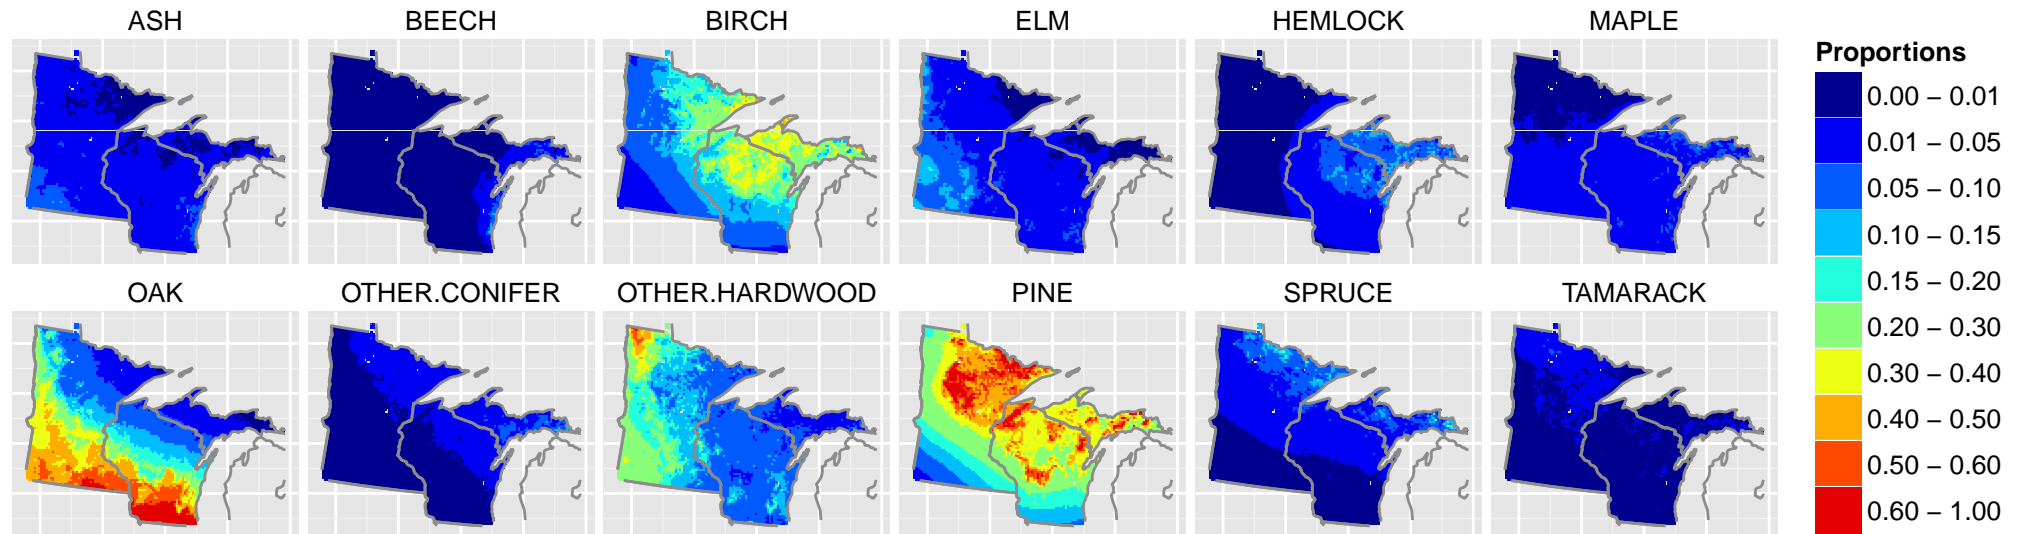 ASH BEECH BIRCH ELM HEMLOCK MAPLE
OAK OTHER.CONIFER OTHER.HARDWOOD PINE SPRUCE TAMARACK
Proportions
0.00 – 0.01
0.01 – 0.05
0.05 – 0.10
0.10 – 0.15
0.15 – 0.20
0.20 – 0.30
0.30 – 0.40
0.40 – 0.50
0.50 – 0.60
0.60 – 1.00